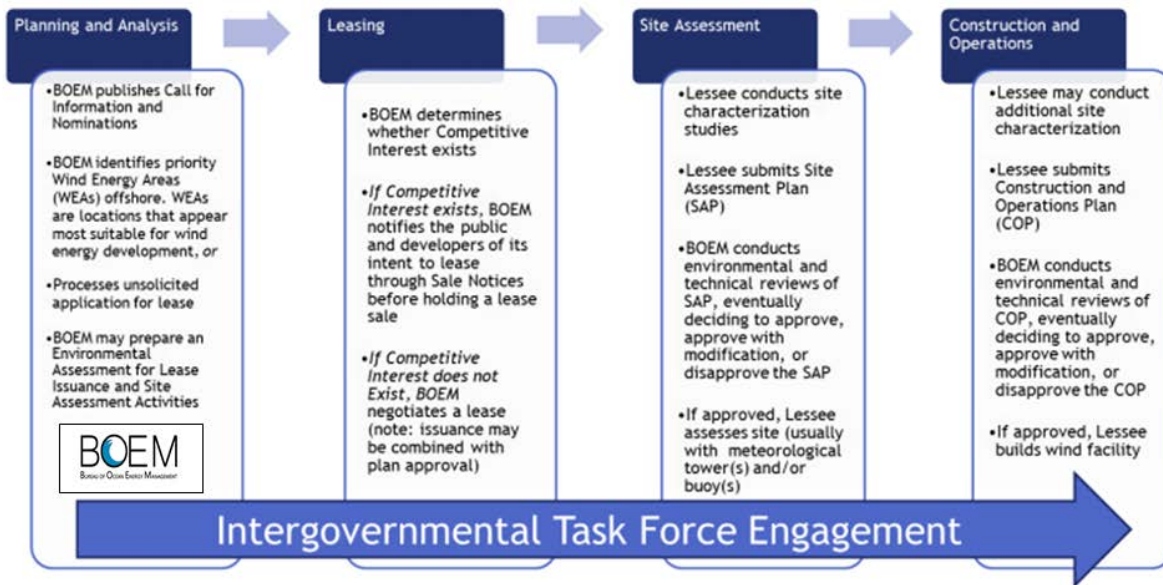 Planning and Analysis
•BOEM publishes Call for
Information and
Nominations
•BOEM identifies priority
Wind Energy Areas
(WEAs) offshore. WEAs
are locations that appear
most suitable for wind
energy development, or
•Processes unsolicited
application for lease
•BOEM may prepare an
Environmental
Assessment for Lease
Issuance and Site
Assessment Activities
BOEM
BUREAU OF OCEAN ENERGY MANAGEMENT
Leasing
•BOEM determines
whether Competitive
Interest exists
•If Competitive
Interest exists, BOEM
notifies the public
and developers of its
intent to lease
through Sale Notices
before holding a lease
sale
•If Competitive
Interest does not
Exist, BOEM
negotiates a lease
(note: issuance may
be combined with
plan approval)
Site Assessment
•Lessee conducts site
characterization
studies
•Lessee submits Site
Assessment Plan
(SAP)
•BOEM conducts
environmental and
technical reviews of
SAP, eventually
deciding to approve,
approve with
modification, or
disapprove the SAP
•If approved, Lessee
assesses site (usually
with meteorological
tower(s) and/or
buoy(s)
Construction and
Operations
•Lessee may conduct
additional site
characterization
•Lessee submits
Construction and
Operations Plan
(COP)
•BOEM conducts
environmental and
technical reviews of
COP, eventually
deciding to approve,
approve with
modification, or
disapprove the COP
•If approved, Lessee
builds wind facility
Intergovernmental Task Force Engagement